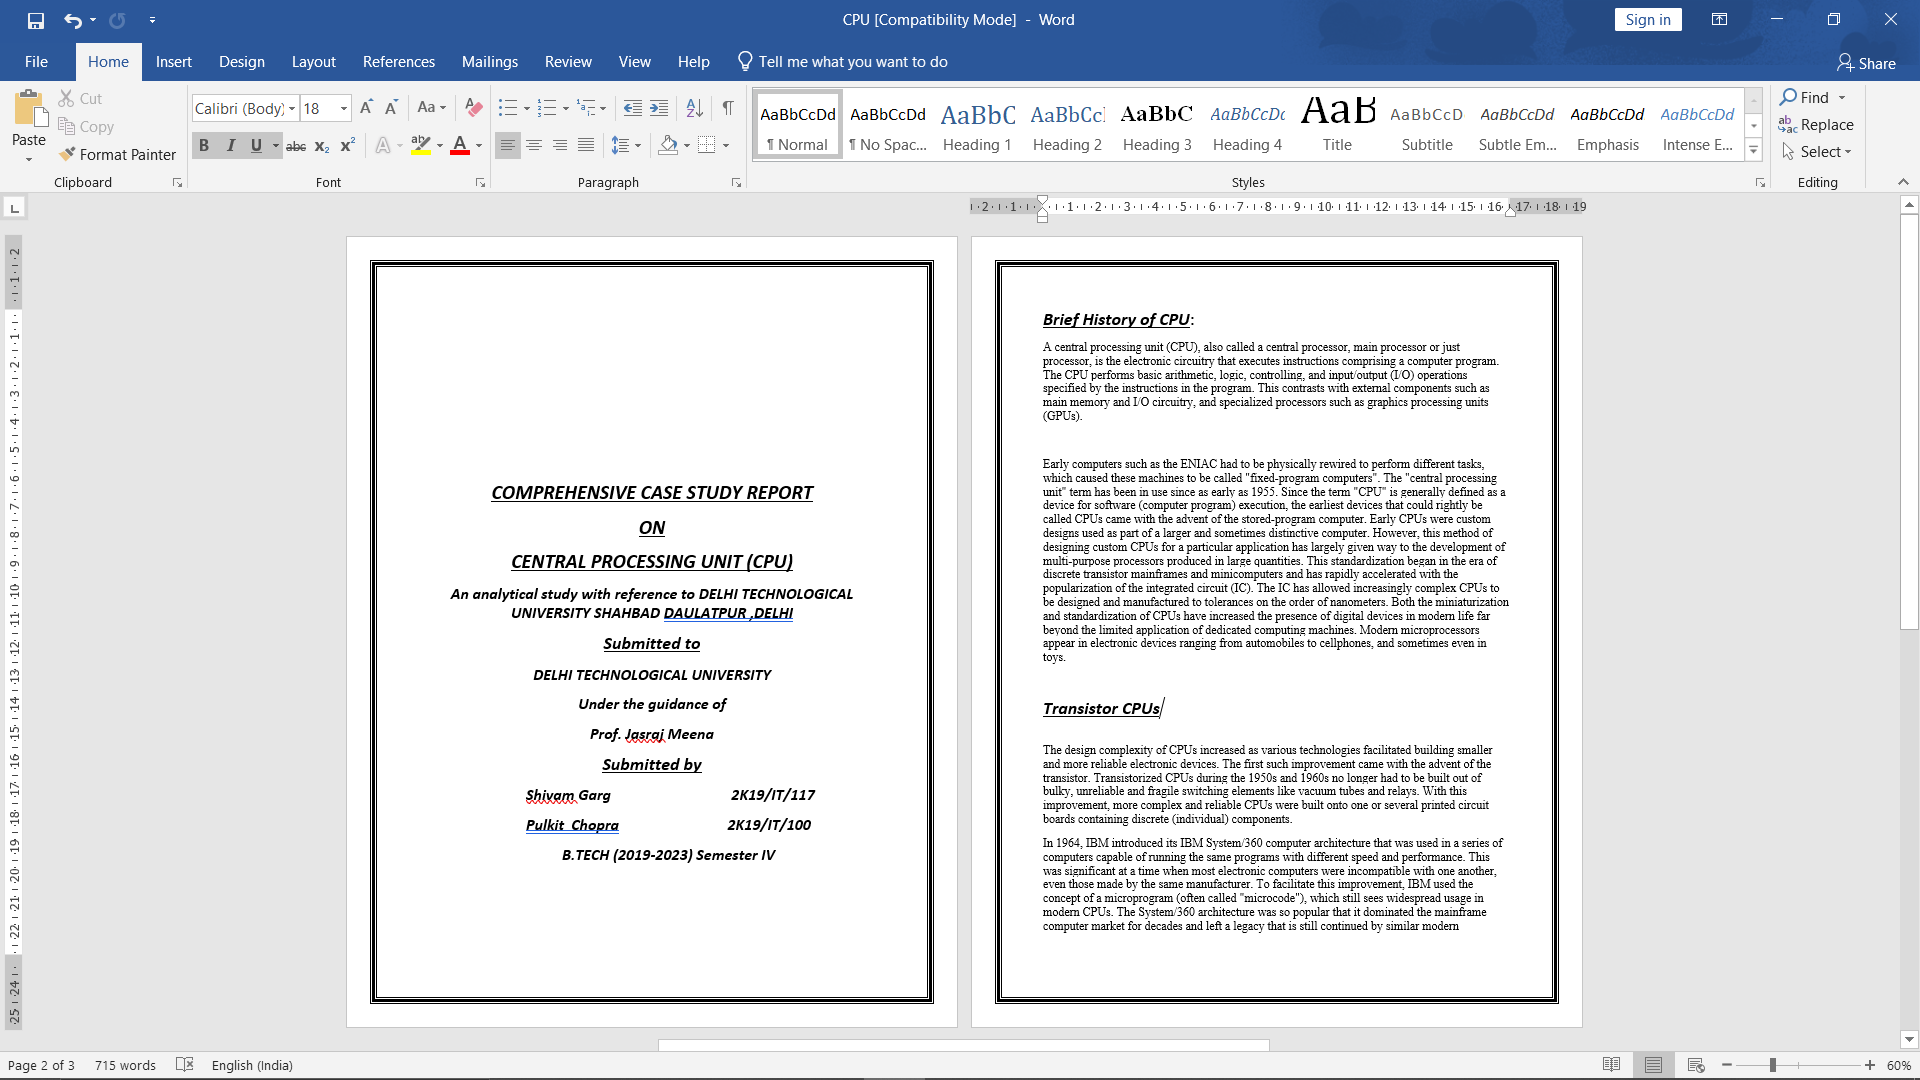 CPU [Compatibility Mode] - Word
Sign in
File Home Insert Design Layout References Mailings Review View Help Tell me what you want to do Share
Paste
Cut
Copy
Format Painter
Clipboard
Calibri (Body) 18
Font
Paragraph
AaBbCcDd AaBbCcDd AaBbC AaBbCc AaBbC AaBbCcDc AaB AaBbCcD AaBbCcDd AaBbCcDd AaBbCcDd
¶ Normal ¶ No Spac... Heading 1 Heading 2 Heading 3 Heading 4 Title Subtitle Subtle Em... Emphasis Intense E...
Styles
Find
Replace
Select
Editing
2 1 1 2 3 4 5 6 7 8 9 10 11 12 13 14 15 16 17 18 19
COMPREHENSIVE CASE STUDY REPORT
ON
CENTRAL PROCESSING UNIT (CPU)
An analytical study with reference to DELHI TECHNOLOGICAL
UNIVERSITY SHAHBAD DAULATPUR ,DELHI
Submitted to
DELHI TECHNOLOGICAL UNIVERSITY
Under the guidance of
Prof. Jasraj Meena
Submitted by
Shivam Garg 2K19/IT/117
Pulkit Chopra 2K19/IT/100
B.TECH (2019-2023) Semester IV
Brief History of CPU:
A central processing unit (CPU), also called a central processor, main processor or just
processor, is the electronic circuitry that executes instructions comprising a computer program.
The CPU performs basic arithmetic, logic, controlling, and input/output (I/O) operations
specified by the instructions in the program. This contrasts with external components such as
main memory and I/O circuitry, and specialized processors such as graphics processing units
(GPUs).
Early computers such as the ENIAC had to be physically rewired to perform different tasks,
which caused these machines to be called "fixed-program computers". The "central processing
unit" term has been in use since as early as 1955. Since the term "CPU" is generally defined as a
device for software (computer program) execution, the earliest devices that could rightly be
called CPUs came with the advent of the stored-program computer. Early CPUs were custom
designs used as part of a larger and sometimes distinctive computer. However, this method of
designing custom CPUs for a particular application has largely given way to the development of
multi-purpose processors produced in large quantities. This standardization began in the era of
discrete transistor mainframes and minicomputers and has rapidly accelerated with the
popularization of the integrated circuit (IC). The IC has allowed increasingly complex CPUs to
be designed and manufactured to tolerances on the order of nanometers. Both the miniaturization
and standardization of CPUs have increased the presence of digital devices in modern life far
beyond the limited application of dedicated computing machines. Modern microprocessors
appear in electronic devices ranging from automobiles to cellphones, and sometimes even in
toys.
Transistor CPUs
The design complexity of CPUs increased as various technologies facilitated building smaller
and more reliable electronic devices. The first such improvement came with the advent of the
transistor. Transistorized CPUs during the 1950s and 1960s no longer had to be built out of
bulky, unreliable and fragile switching elements like vacuum tubes and relays. With this
improvement, more complex and reliable CPUs were built onto one or several printed circuit
boards containing discrete (individual) components.
In 1964, IBM introduced its IBM System/360 computer architecture that was used in a series of
computers capable of running the same programs with different speed and performance. This
was significant at a time when most electronic computers were incompatible with one another,
even those made by the same manufacturer. To facilitate this improvement, IBM used the
concept of a microprogram (often called "microcode"), which still sees widespread usage in
modern CPUs. The System/360 architecture was so popular that it dominated the mainframe
computer market for decades and left a legacy that is still continued by similar modern
Page 2 of 3 715 words English (India) 60%